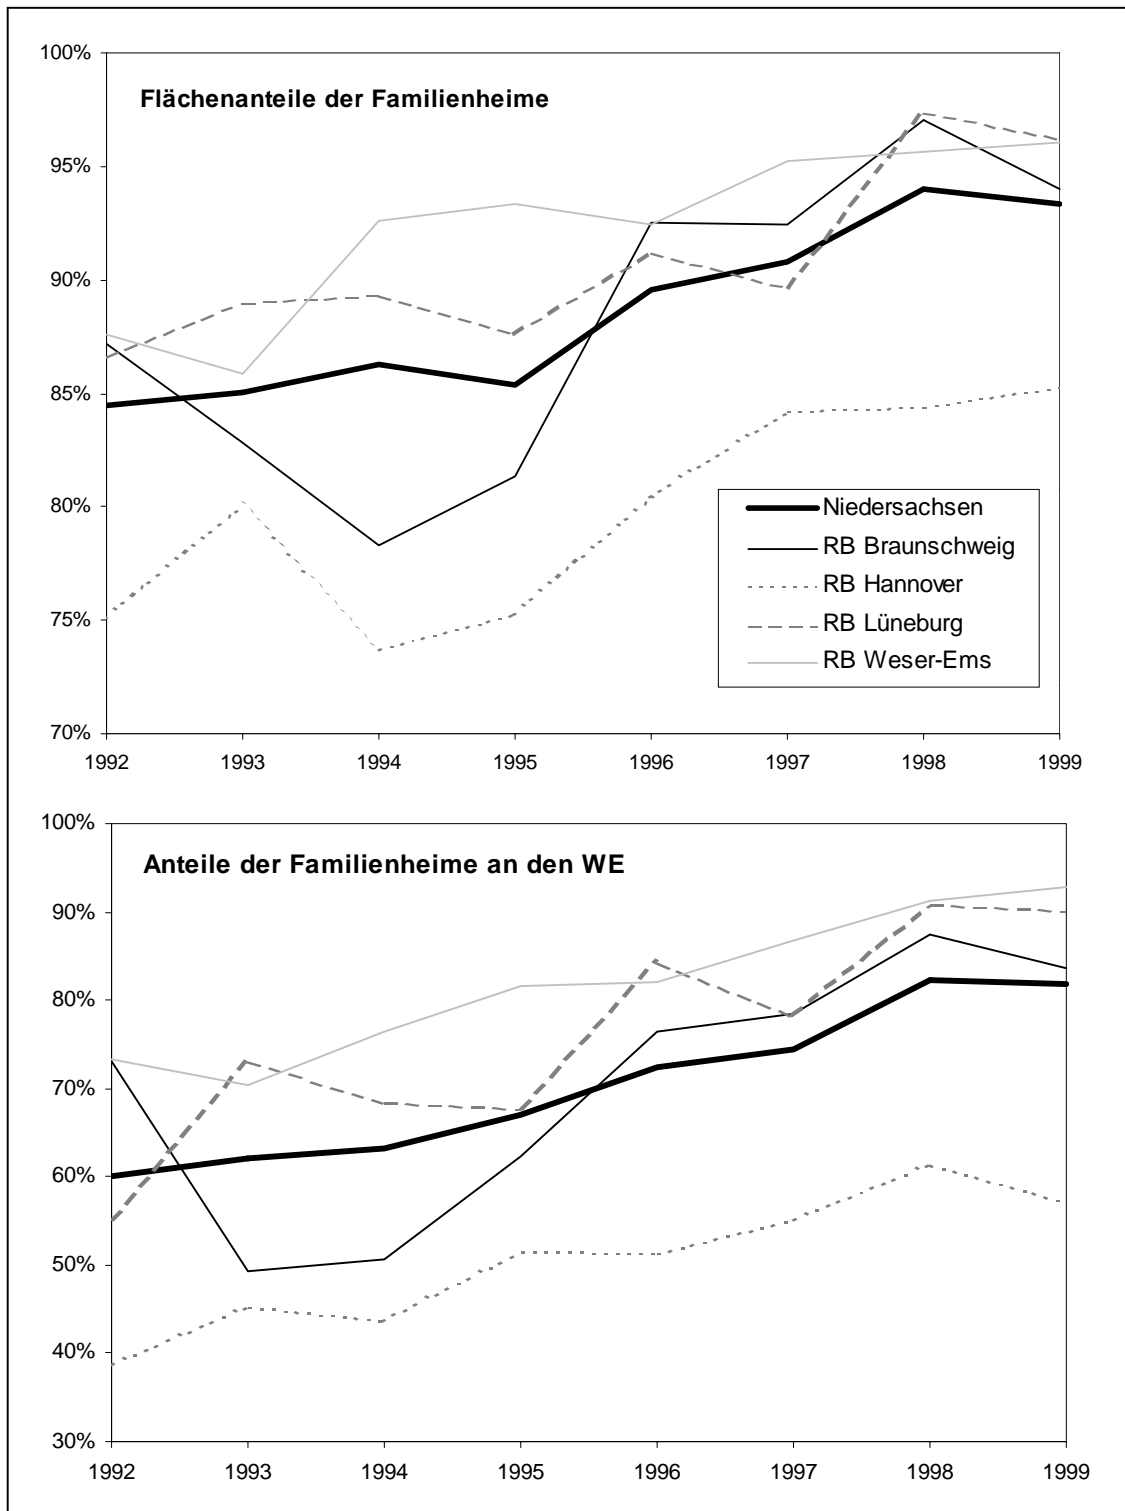 100%
Flächenanteile der Familienheime
95%
90%
85%
80%
Niedersachsen
RB Braunschweig
RB Hannover
75%
RB Lüneburg
RB Weser-Ems
70%
1992 1993 1994 1995 1996 1997 1998 1999
100%
Anteile der Familienheime an den WE
90%
80%
70%
60%
50%
40%
30%
1992 1993 1994 1995 1996 1997 1998 1999